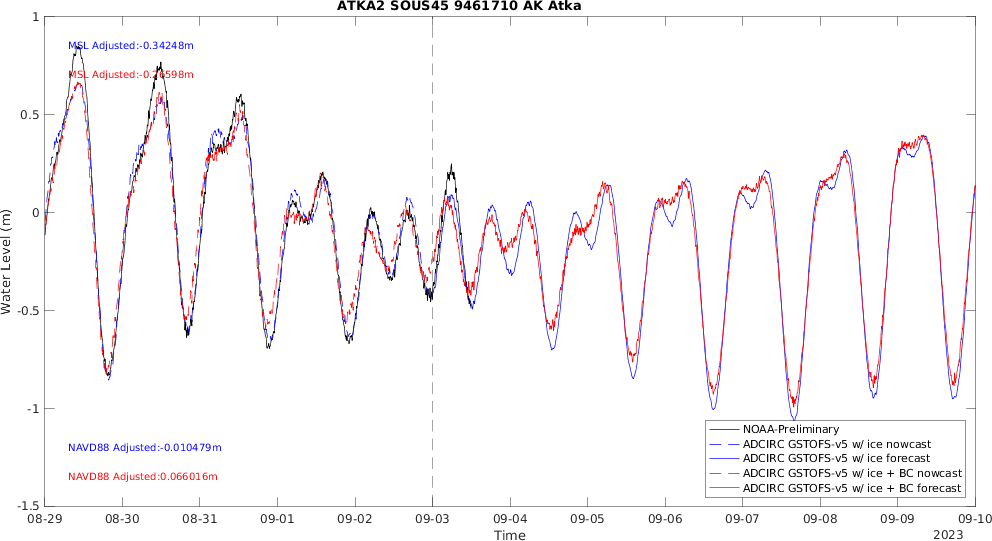 ATKA2 SOUS45 9461710 AK Atka
1
0.5
0
-0.5
-1
-1.5
Water Level (m)
MSL Adjusted:-0.34248m
MSL Adjusted:-0.26598m
NAVD88 Adjusted:-0.010479m
NAVD88 Adjusted:0.066016m
NOAA-Preliminary
ADCIRC GSTOFS-v5 w/ ice nowcast
ADCIRC GSTOFS-v5 w/ ice forecast
ADCIRC GSTOFS-v5 w/ ice + BC nowcast
ADCIRC GSTOFS-v5 w/ ice + BC forecast
08-29 08-30 08-31 09-01 09-02 09-03 09-04 09-05 09-06 09-07 09-08 09-09 09-10
Time
2023